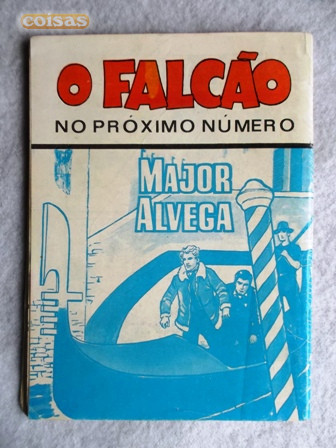 coisas
O FALCÃO
NO PRÓXIMO NÚMERO
MAJOR
ALVEGA